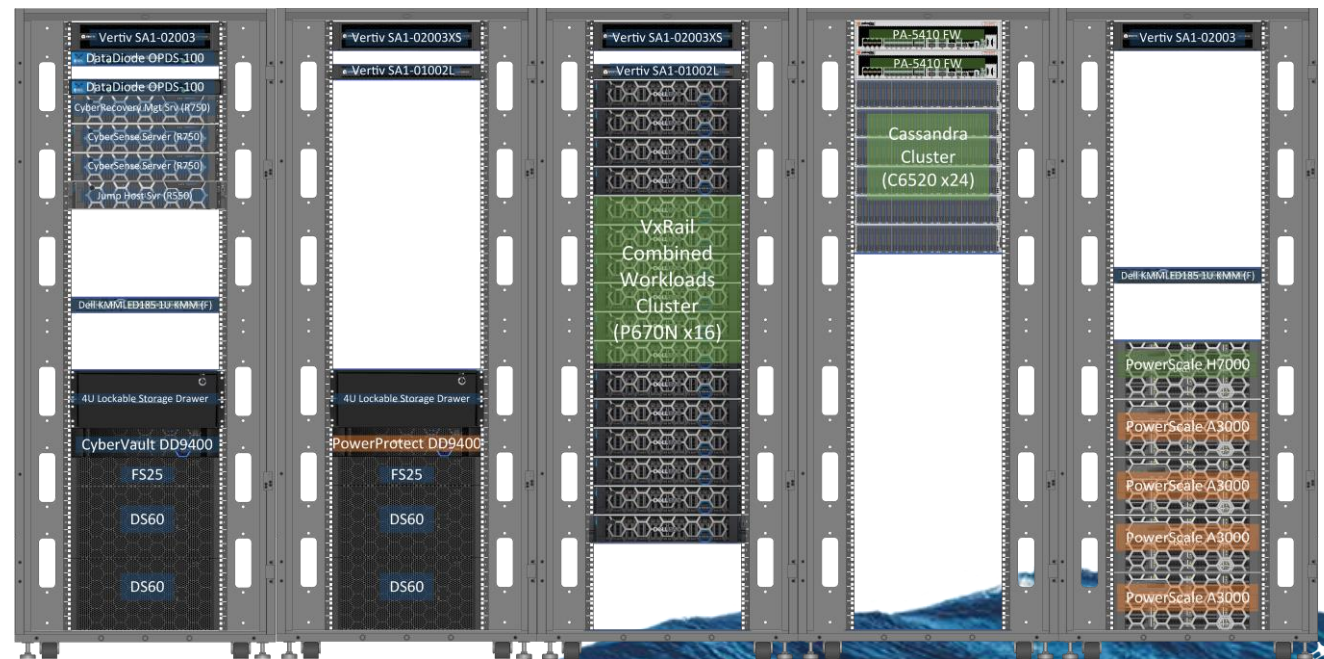 Vertiv SA1-02003
DataDiode OPDS-100
DataDiode OPDS-100
CyberRecovery Mgt Srv (R750)
CyberSense Server (R750)
CyberSense Server (R750)
Jump Host Svr (R550)
Dell KMMLED185 1U KMM (F)
4U Lockable Storage Drawer
CyberVault DD9400
FS25
DS60
DS60
Vertiv SA1-02003XS
Vertiv SA1-01002L
4U Lockable Storage Drawer
PowerProtect DD9400
FS25
DS60
DS60
Vertiv SA1-02003XS
Vertiv SA1-01002L
VxRail
Combined
Workloads
Cluster
(P670N x16)
PA-5410 FW
PA-5410 FW
Cassandra
Cluster
(C6520 x24)
Vertiv SA1-02003
Dell KMMLED185 1U KMM (F)
PowerScale H7000
PowerScale A3000
PowerScale A3000
PowerScale A3000
PowerScale A3000